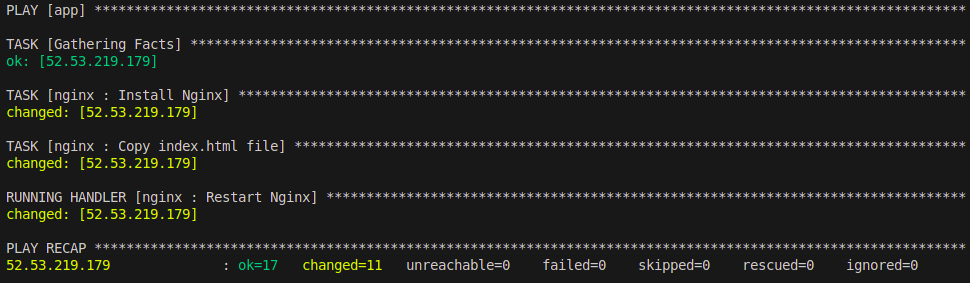 PLAY [app] *************************************************************************************************************
TASK [Gathering Facts] *************************************************************************************************
ok: [52.53.219.179]
TASK [nginx : Install Nginx] *******************************************************************************************
changed: [52.53.219.179]
TASK [nginx : Copy index.html file] ************************************************************************************
changed: [52.53.219.179]
RUNNING HANDLER [nginx : Restart Nginx] ********************************************************************************
changed: [52.53.219.179]
PLAY RECAP *************************************************************************************************************
52.53.219.179              : ok=17   changed=11   unreachable=0    failed=0    skipped=0    rescued=0    ignored=0